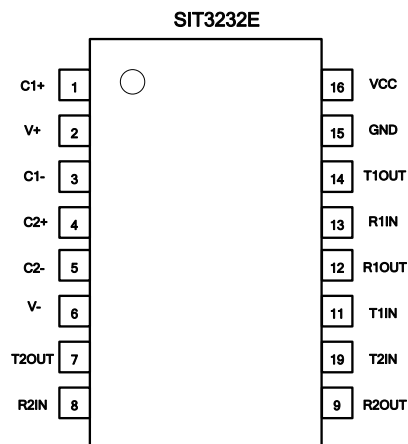 SIT3232E
C1+ 1 16 VCC
V+ 2 15 GND
C1- 3 14 T1OUT
C2+ 4 13 R1IN
C2- 5 12 R1OUT
V- 6 11 T1IN
T2OUT 7 19 T2IN
R2IN 8 9 R2OUT